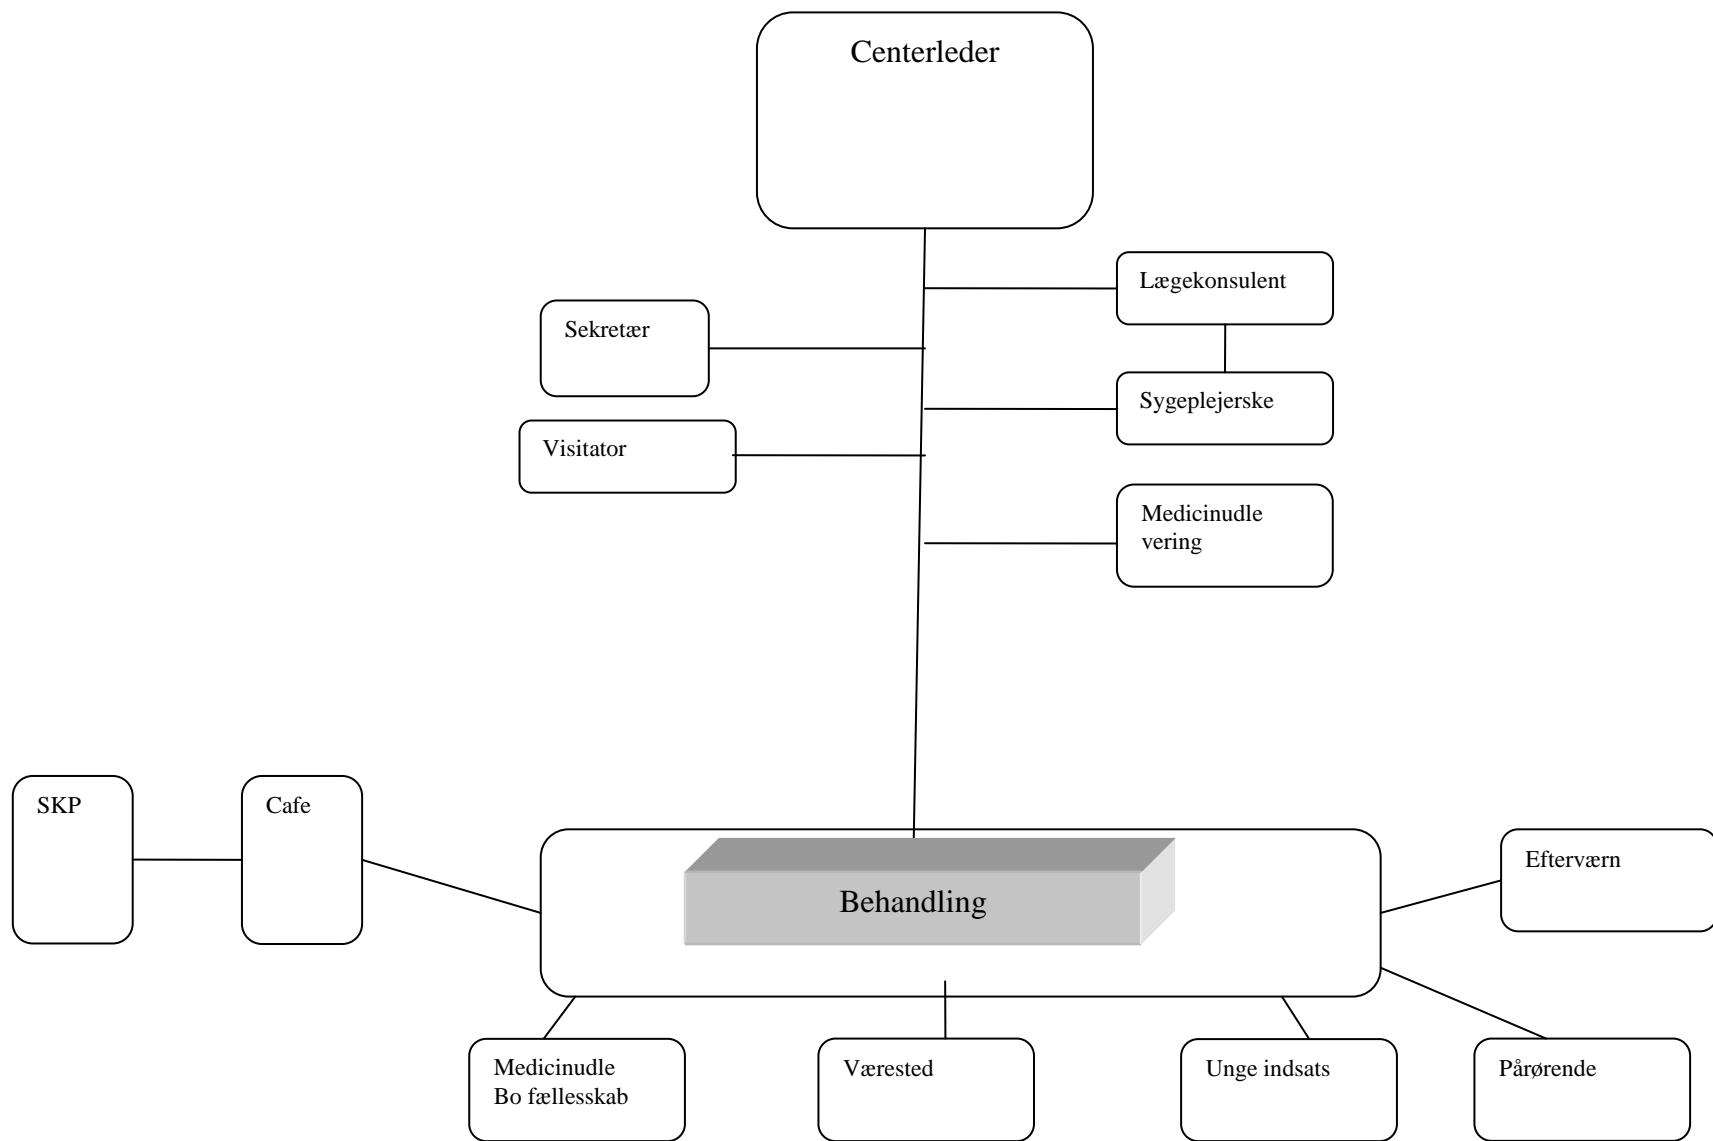 Centerleder
Lægekonsulent
Sekretær
Sygeplejerske
Visitator
Medicinudle
vering
SKP
Cafe
Behandling
Efterværn
Medicinudle
Bo fællesskab
Værested
Unge indsats
Pårørende